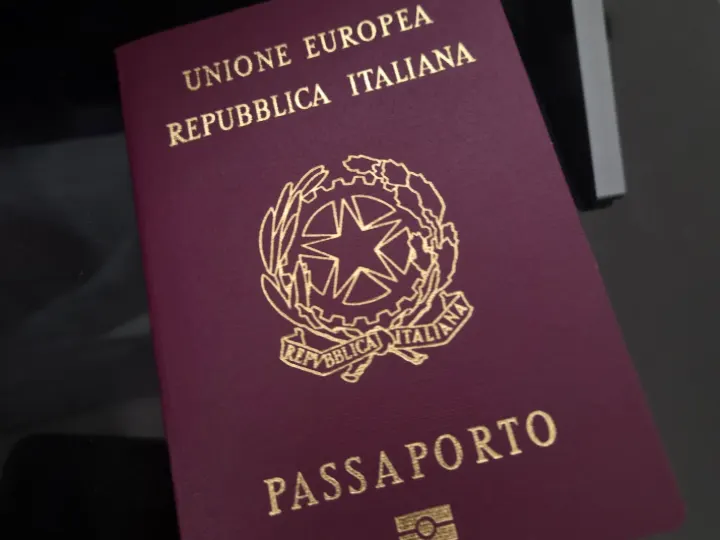 UNIONE EUROPEA
REPUBBLICA ITALIANA
REPVBBLICA ITALIANA
PASSAPORTO